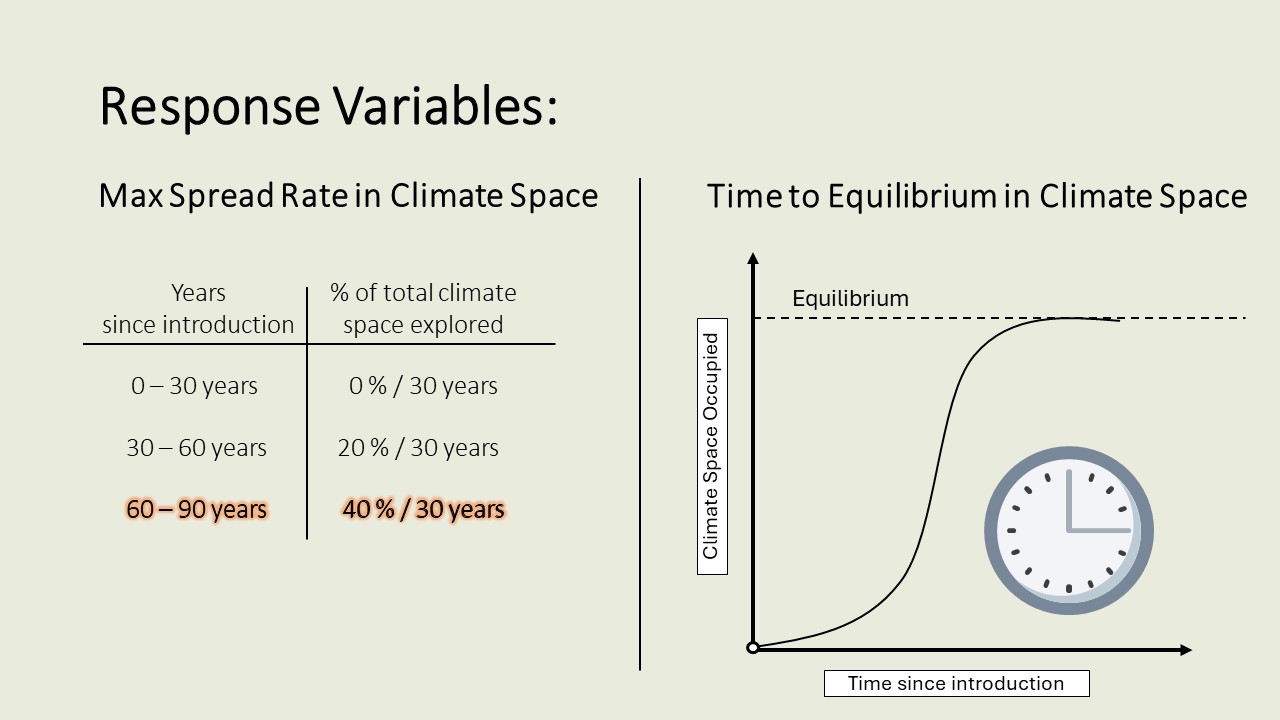 Response Variables:
Max Spread Rate in Climate Space
Years
since introduction
% of total climate
space explored
0 – 30 years
0 % / 30 years
30 – 60 years
20 % / 30 years
60 – 90 years
40 % / 30 years
Time to Equilibrium in Climate Space
Equilibrium
Climate Space Occupied
Time since introduction